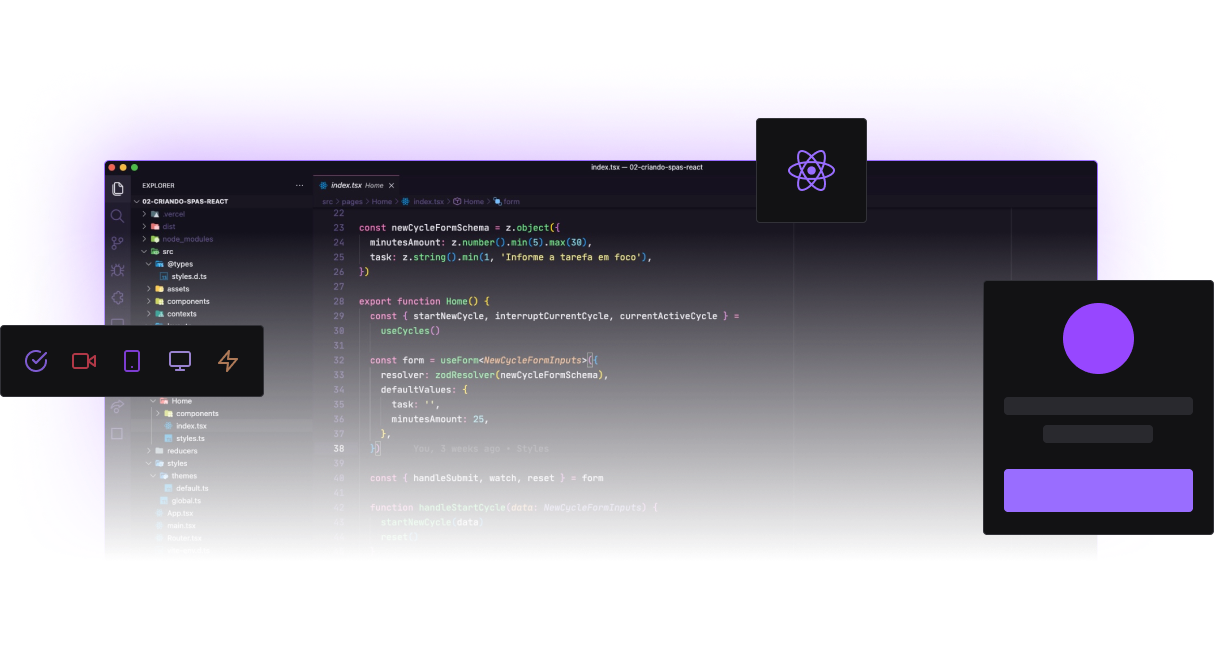 index.tsx — 02-criando-spas-react
EXPLORER
02-CRIANDO-SPAS-REACT
.vercel
dist
node_modules
src
@types
styles.d.ts
assets
components
contexts
Home
components
index.tsx
styles.ts
reducers
styles
themes
default.ts
global.ts
App.tsx
main.tsx
index.tsx Home ×
src > pages > Home > index.tsx > Home > form
22
23 const newCycleFormSchema = z.object({
24 minutesAmount: z.number().min(5).max(30),
25 task: z.string().min(1, 'Informe a tarefa em foco'),
26 })
27
28 export function Home() {
29 const { startNewCycle, interruptCurrentCycle, currentActiveCycle } =
30 useCycles()
31
32 const form = useForm<NewCycleFormInputs>({
33 resolver: zodResolver(newCycleFormSchema),
34 defaultValues: {
35 task: '',
36 minutesAmount: 25,
37 },
38 }) You, 5 weeks ago • Styles
39
40 const { handleSubmit, watch, reset } = form
41
42 function handleStartCycle(data: NewCycleFormInputs) {
43 startNewCycle(data)
reset()